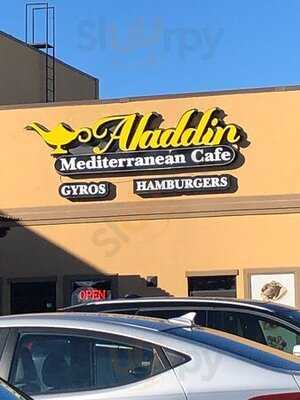 Aladdin
Mediterranean Cafe
GYROS HAMBURGERS
OPEN